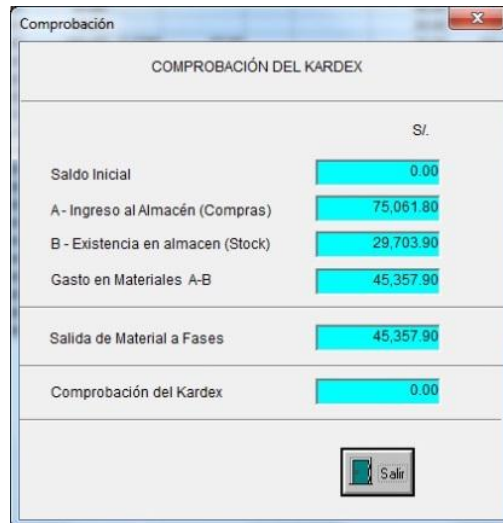 Comprobación
COMPROBACIÓN DEL KARDEX
S/.
Saldo Inicial 0.00
A - Ingreso al Almacén (Compras) 75,061.80
B - Existencia en almacen (Stock) 29,703.90
Gasto en Materiales A-B 45,357.90
Salida de Material a Fases 45,357.90
Comprobación del Kardex 0.00
Salir